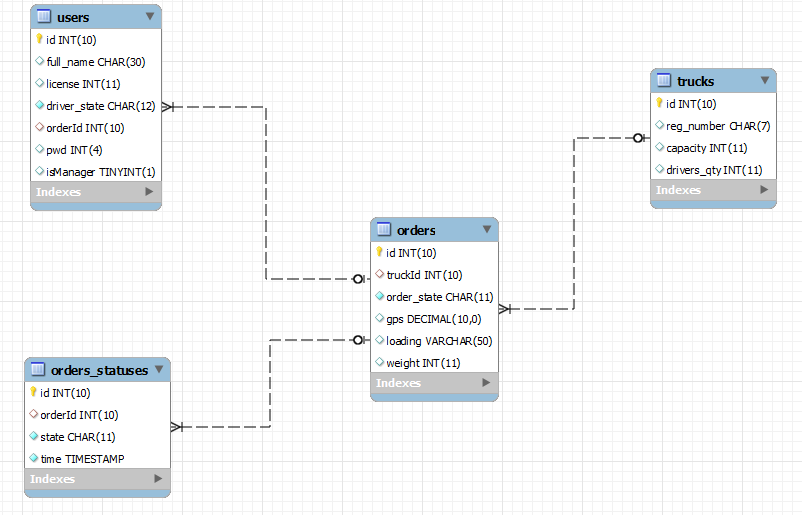 users
id INT(10)
full_name CHAR(30)
license INT(11)
driver_state CHAR(12)
orderId INT(10)
pwd INT(4)
isManager TINYINT(1)
Indexes
trucks
id INT(10)
reg_number CHAR(7)
capacity INT(11)
drivers_qty INT(11)
Indexes
orders
id INT(10)
truckId INT(10)
order_state CHAR(11)
gps DECIMAL(10,0)
loading VARCHAR(50)
weight INT(11)
Indexes
orders_statuses
id INT(10)
orderId INT(10)
state CHAR(11)
time TIMESTAMP
Indexes